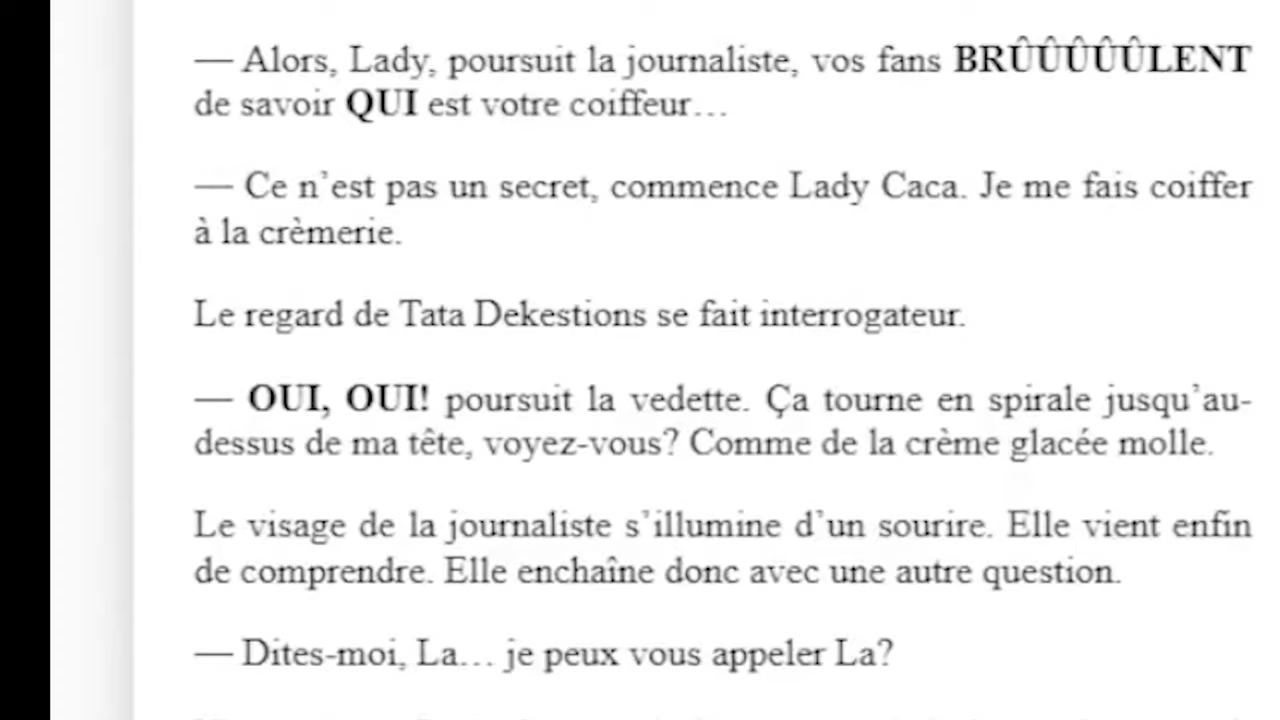 — Alors, Lady, poursuit la journaliste, vos fans BRÛÛÛÛÛLENT
de savoir QUI est votre coiffeur…
— Ce n’est pas un secret, commence Lady Caca. Je me fais coiffer
à la crèmerie.
Le regard de Tata Dekestions se fait interrogateur.
— OUI, OUI! poursuit la vedette. Ça tourne en spirale jusqu’au-
dessus de ma tête, voyez-vous? Comme de la crème glacée molle.
Le visage de la journaliste s’illumine d’un sourire. Elle vient enfin
de comprendre. Elle enchaîne donc avec une autre question.
— Dites-moi, La… je peux vous appeler La?